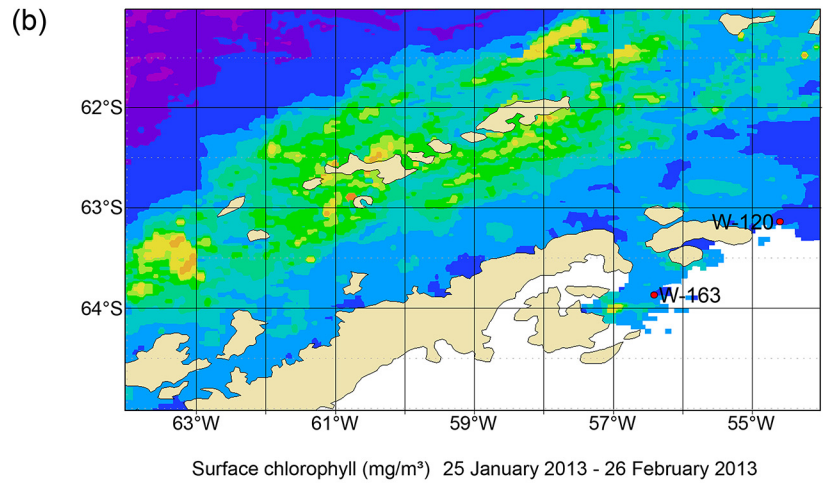 (b)
62°S
63°S
64°S
W-120
W-163
63°W 61°W 59°W 57°W 55°W
Surface chlorophyll (mg/m³) 25 January 2013 - 26 February 2013